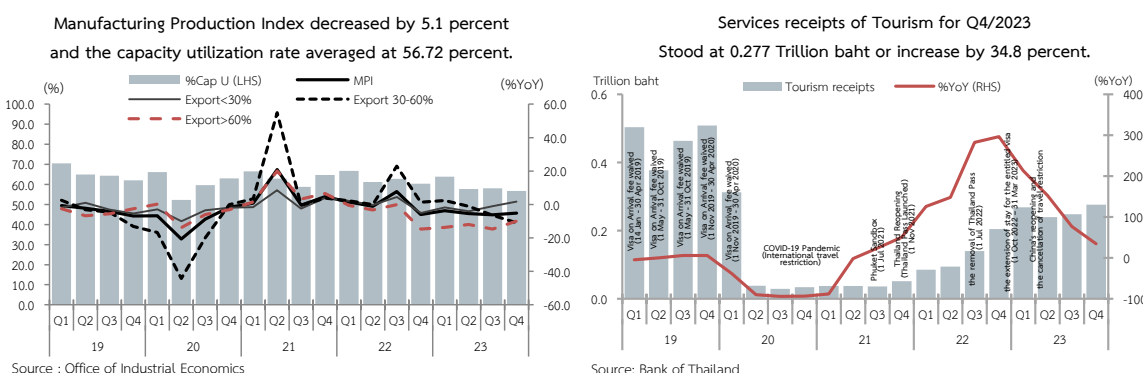 Manufacturing Production Index decreased by 5.1 percent
and the capacity utilization rate averaged at 56.72 percent.
(%)
%Cap U (LHS)
MPI
(%YoY)
Export<30%
Export 30-60%
Export>60%
100.0
90.0
80.0
70.0
60.0
50.0
40.0
30.0
20.0
10.0
0.0
60.0
40.0
20.0
0.0
-20.0
-40.0
-60.0
Q1 Q2 Q3 Q4 Q1 Q2 Q3 Q4 Q1 Q2 Q3 Q4 Q1 Q2 Q3 Q4 Q1 Q2 Q3 Q4
19 20 21 22 23
Source : Office of Industrial Economics
Services receipts of Tourism for Q4/2023
Stood at 0.277 Trillion baht or increase by 34.8 percent.
Trillion baht
Tourism receipts
%YoY (RHS)
(%YoY)
0.6
0.4
0.2
0.0
400
300
200
100
0
-100
Visa on Arrival fee waived
(14 Jan - 30 Apr 2019)
Visa on Arrival fee waived
(1 May - 31 Oct 2019)
Visa on Arrival fee waived
(1 May - 31 Oct 2019)
Visa on Arrival fee waived
(1 Nov 2019 - 30 Apr 2020)
Visa on Arrival fee waived
(1 Nov 2019 - 30 Apr 2020)
COVID-19 Pandemic
(International travel
restriction)
Phuket Sandbox
(1 Jul 2021)
Thailand Reopening
(Thailand Pass Launched)
(1 Nov 2021)
the removal of Thailand Pass
(1 Jul 2022)
the extension of stay for the entitled visa
(1 Oct 2022 – 31 Mar 2023)
China's reopening and
the cancellation of travel restriction
Q1 Q2 Q3 Q4 Q1 Q2 Q3 Q4 Q1 Q2 Q3 Q4 Q1 Q2 Q3 Q4 Q1 Q2 Q3 Q4
19 20 21 22 23
Source: Bank of Thailand